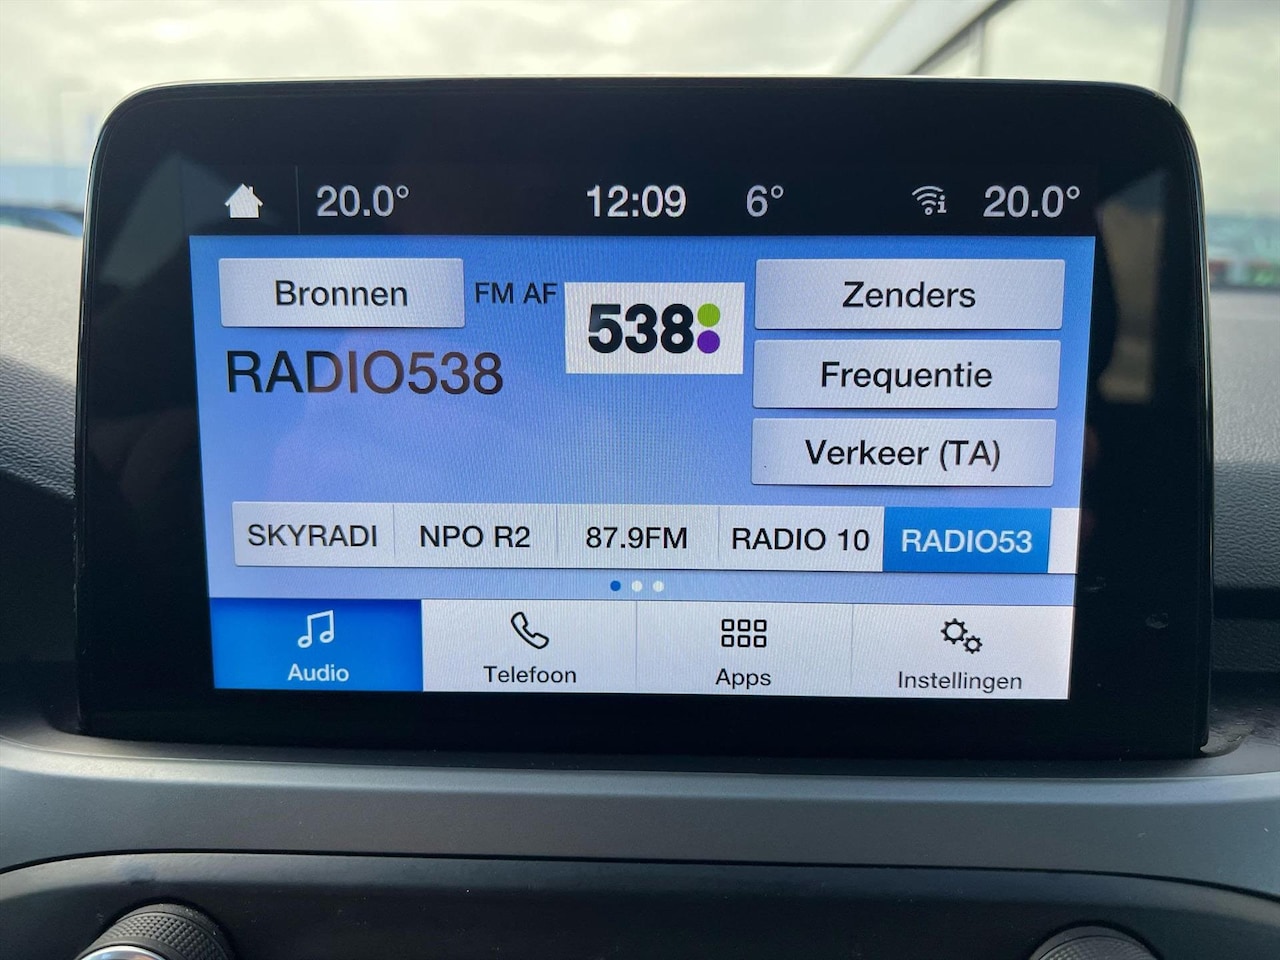 20.0° 12:09 6° i 20.0°
Bronnen FM AF 538 Zenders
RADIO538
Frequentie
Verkeer (TA)
SKYRADI NPO R2 87.9FM RADIO 10 RADIO53
Audio Telefoon Apps Instellingen